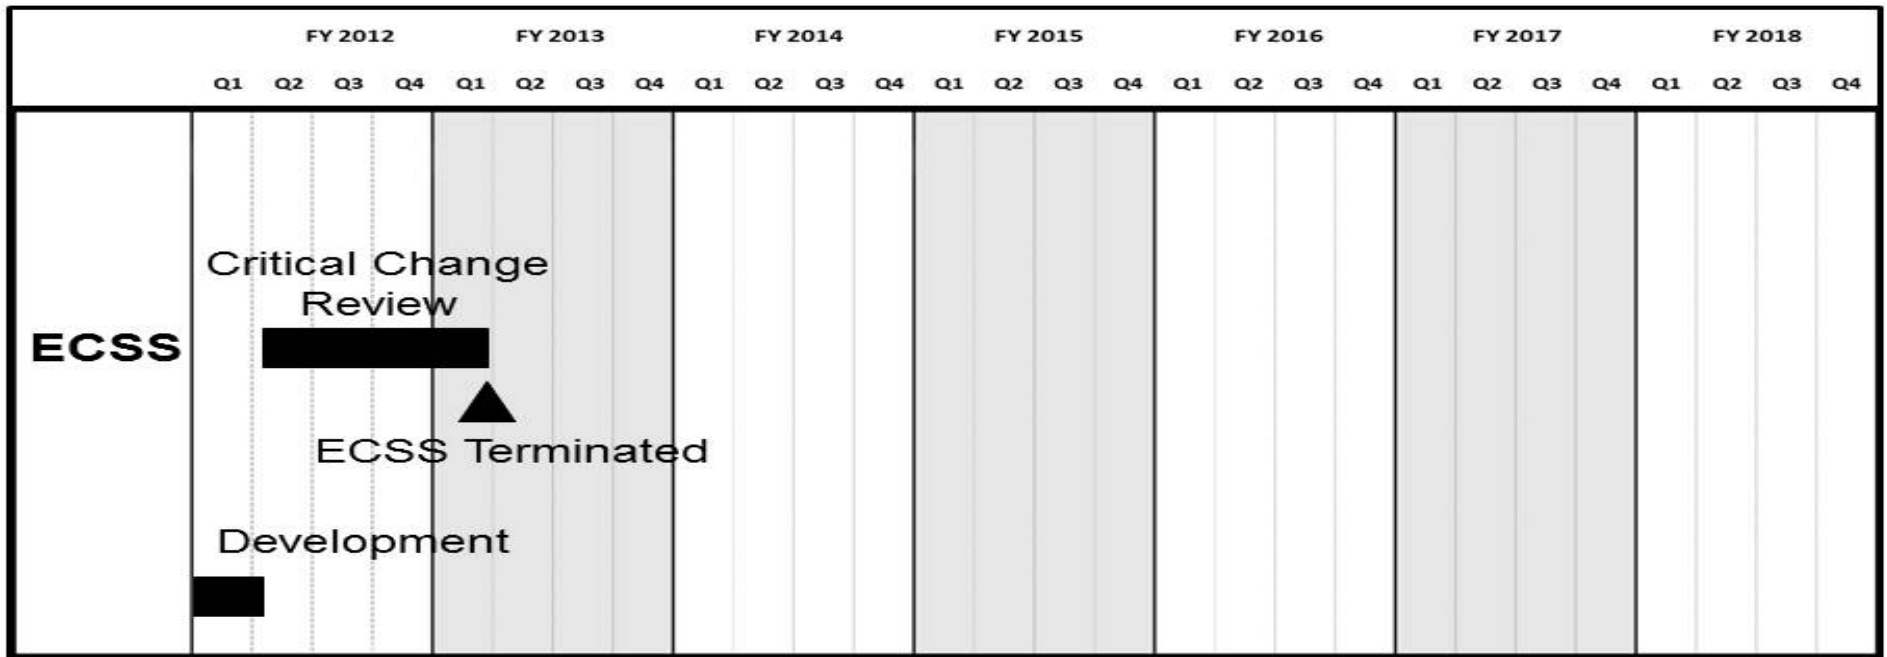 FY 2012 FY 2013 FY 2014 FY 2015 FY 2016 FY 2017 FY 2018
Q1 Q2 Q3 Q4 Q1 Q2 Q3 Q4 Q1 Q2 Q3 Q4 Q1 Q2 Q3 Q4 Q1 Q2 Q3 Q4 Q1 Q2 Q3 Q4 Q1 Q2 Q3 Q4
Critical Change
Review
ECSS
ECSS Terminated
Development